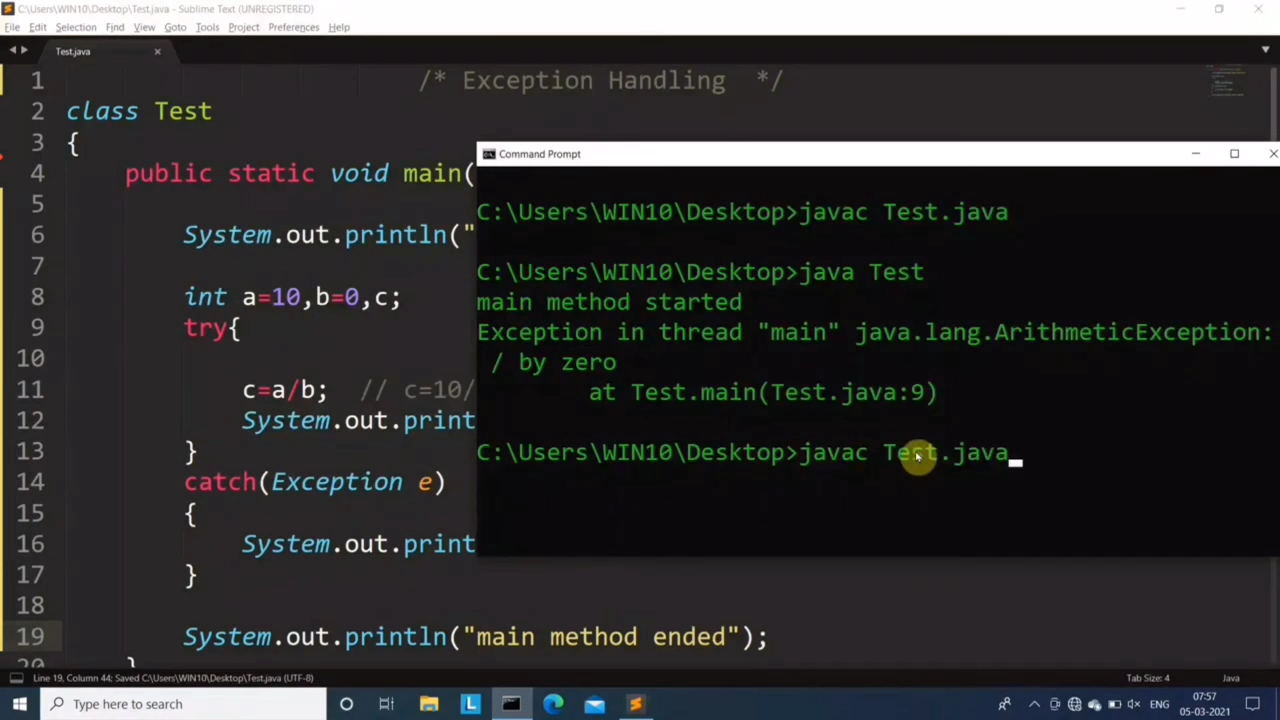 C:\Users\WIN10\Desktop\Test.java - Sublime Text (UNREGISTERED)
File Edit Selection Find View Goto Tools Project Preferences Help
Test.java
1 /* Exception Handling */
2 class Test
3 {
4 public static void main(
5
6 System.out.println("
7
8 int a=10,b=0,c;
9 try{
10
11 c=a/b; // c=10/
12 System.out.print
13 }
14 catch(Exception e)
15 {
16 System.out.print
17 }
18
19 System.out.println("main method ended");
20 }
Command Prompt
C:\Users\WIN10\Desktop>javac Test.java
C:\Users\WIN10\Desktop>java Test
main method started
Exception in thread "main" java.lang.ArithmeticException:
/ by zero
at Test.main(Test.java:9)
C:\Users\WIN10\Desktop>javac Test.java
Line 19, Column 44; Saved C:\Users\WIN10\Desktop\Test.java (UTF-8)
Tab Size: 4
Java
Type here to search
L
ENG
07:57
05-03-2021